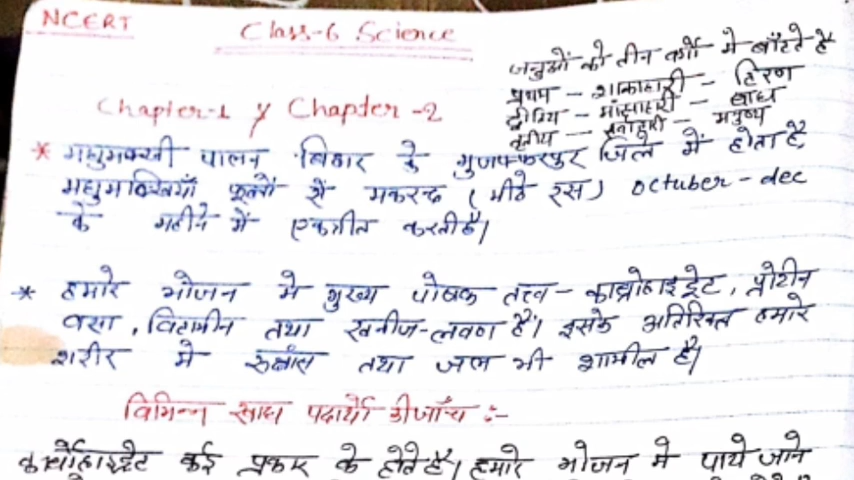 NCERT
Class-6 Science
जन्तुओं को तीन वर्गों में बाँटते है
प्रथम - शाकाहारी - हिरण
द्वितिय - मांसाहारी - बाघ
तृतीय - सर्वाहारी - मनुष्य
Chapter-1 y Chapter-2
* मधुमक्खी पालन बिहार के मुजफ्फरपुर जिले में होता है
मधुमक्खियाँ फूलों से मकरन्द (मीठे रस) octuber-dec
के महीने में एकत्रीत करती है।
* हमारे भोजन मे मुख्य पोषक तत्व - कार्बोहाइड्रेट, प्रोटीन
वसा, विटामीन तथा खनीज-लवण है। इसके अतिरिक्त हमारे
शरीर मे रुक्षांस तथा जल भी शामील है।
विभिन्न खाद्य पदार्थो की जाँच :-
कार्बोहाइड्रेट कई प्रकार के होते है। हमारे भोजन मे पाये जाने